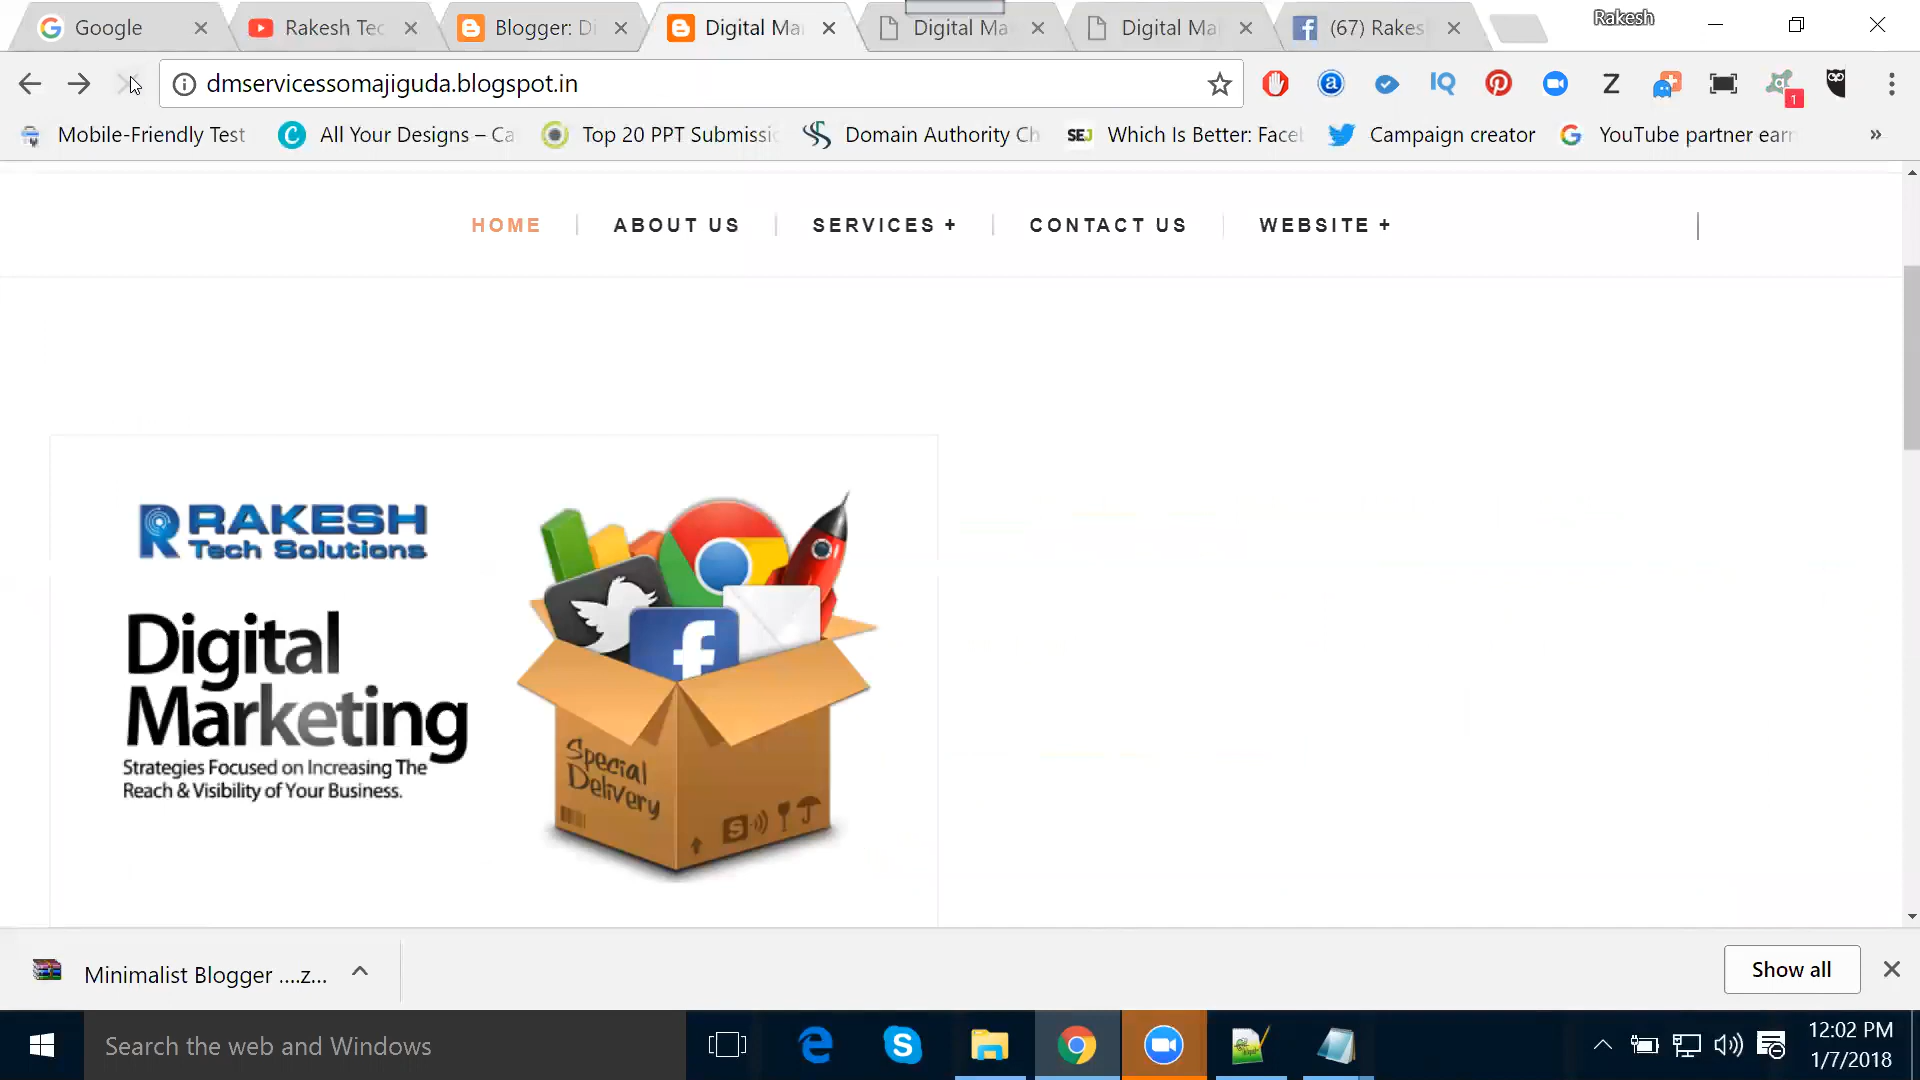 Google
Rakesh Tec
Blogger: Di
Digital Ma
Digital Ma
Digital Ma
(67) Rakes
Rakesh
dmservicessomajiguda.blogspot.in
1
Mobile-Friendly Test
All Your Designs – Ca
Top 20 PPT Submissi
Domain Authority Ch
SEJ Which Is Better: Facel
Campaign creator
YouTube partner earn
»
HOME
ABOUT US
SERVICES +
CONTACT US
WEBSITE +
RAKESH
Tech Solutions
Digital
Marketing
Strategies Focused on Increasing The
Reach & Visibility of Your Business.
Special
Delivery
Minimalist Blogger ....z...
Show all
Search the web and Windows
12:02 PM
1/7/2018